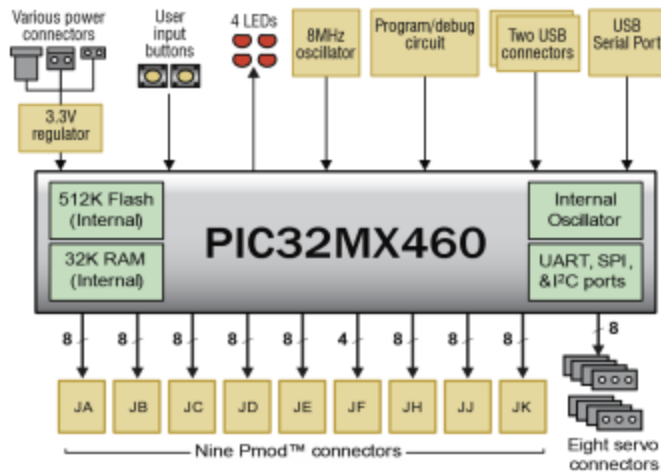 Various power
connectors
User
input
buttons
4 LEDs
8MHz
oscillator
Program/debug
circuit
Two USB
connectors
USB
Serial Port
3.3V
regulator
512K Flash
(Internal)
32K RAM
(Internal)
PIC32MX460
Internal
Oscillator
UART, SPI,
&I²C ports
8 8 8 8 8 4 8 8 8 8
JA JB JC JD JE JF JH JJ JK
Nine Pmod™ connectors
Eight servo
connectors